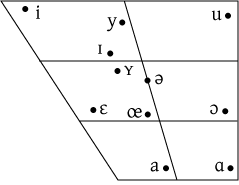 i y u
ɪ
ʏ ə
ɛ œ ɔ
a ɑ